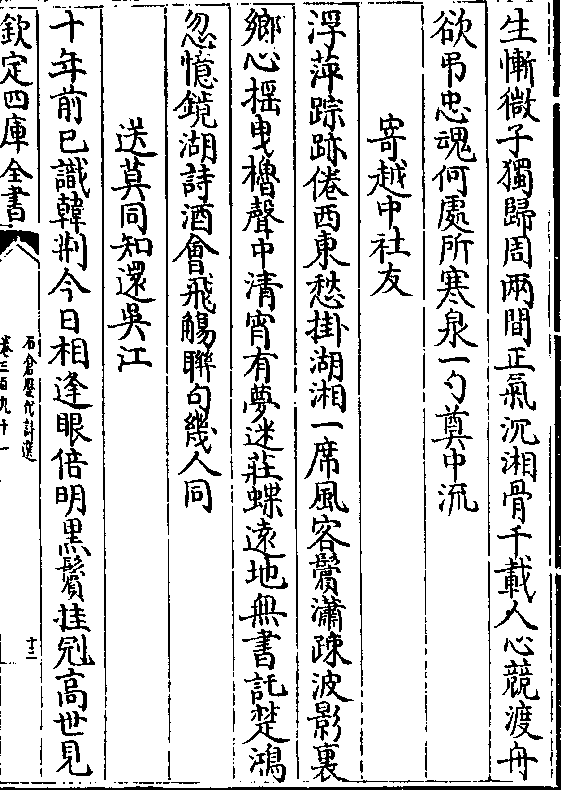 生慚微子獨歸周兩間正氣沉湘骨千載人心競渡舟
欲弔忠魂何處所寒泉一勺奠中流
寄越中社友
浮萍踪跡倦西東愁掛湖湘一席風客鬢瀟踈波影裏
鄉心揺曳櫓聲中清宵有夢迷莊蝶遠地無書託楚鴻
忽憶鏡湖詩酒會飛觴聯句幾人同
送莫同知還吳江
十年前已識韓荆今日相逢眼倍明黒鬢挂冠高世見
欽定四庫全書
石倉歴代詩選
卷三百九十一
十三